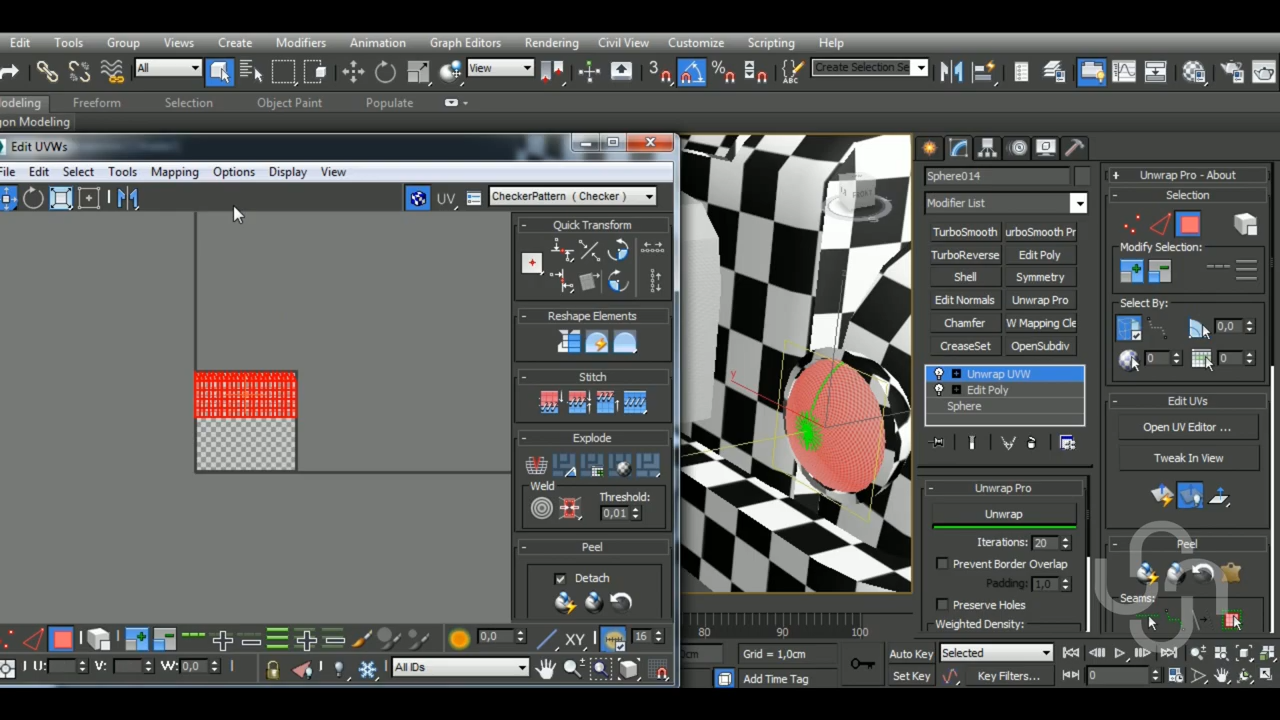 Edit Tools Group Views Create Modifiers Animation Graph Editors Rendering Civil View Customize Scripting Help
All View 3 ABC Create Selection Se
odeling Freeform Selection Object Paint Populate
gon Modeling
Edit UVWs
File Edit Select Tools Mapping Options Display View
UV CheckerPattern ( Checker )
Quick Transform
Reshape Elements
Stitch
Explode
Weld
Threshold:
0,01
Peel
Detach
0,0 XY 16
U: V: W: 0,0 All IDs
FRONT
y
80 90 100
0cm Grid = 1,0cm Auto Key Selected
Add Time Tag Set Key Key Filters... 0
Sphere014
Modifier List
TurboSmooth urboSmooth Pr
TurboReverse Edit Poly
Shell Symmetry
Edit Normals Unwrap Pro
Chamfer W Mapping Cle
CreaseSet OpenSubdiv
Unwrap UVW
Edit Poly
Sphere
Unwrap Pro
Unwrap
Iterations: 20
Prevent Border Overlap
Padding: 1,0
Preserve Holes
Weighted Density:
Unwrap Pro - About
Selection
Modify Selection:
Select By:
0,0
0 0
Edit UVs
Open UV Editor ...
Tweak In View
Peel
Seams: